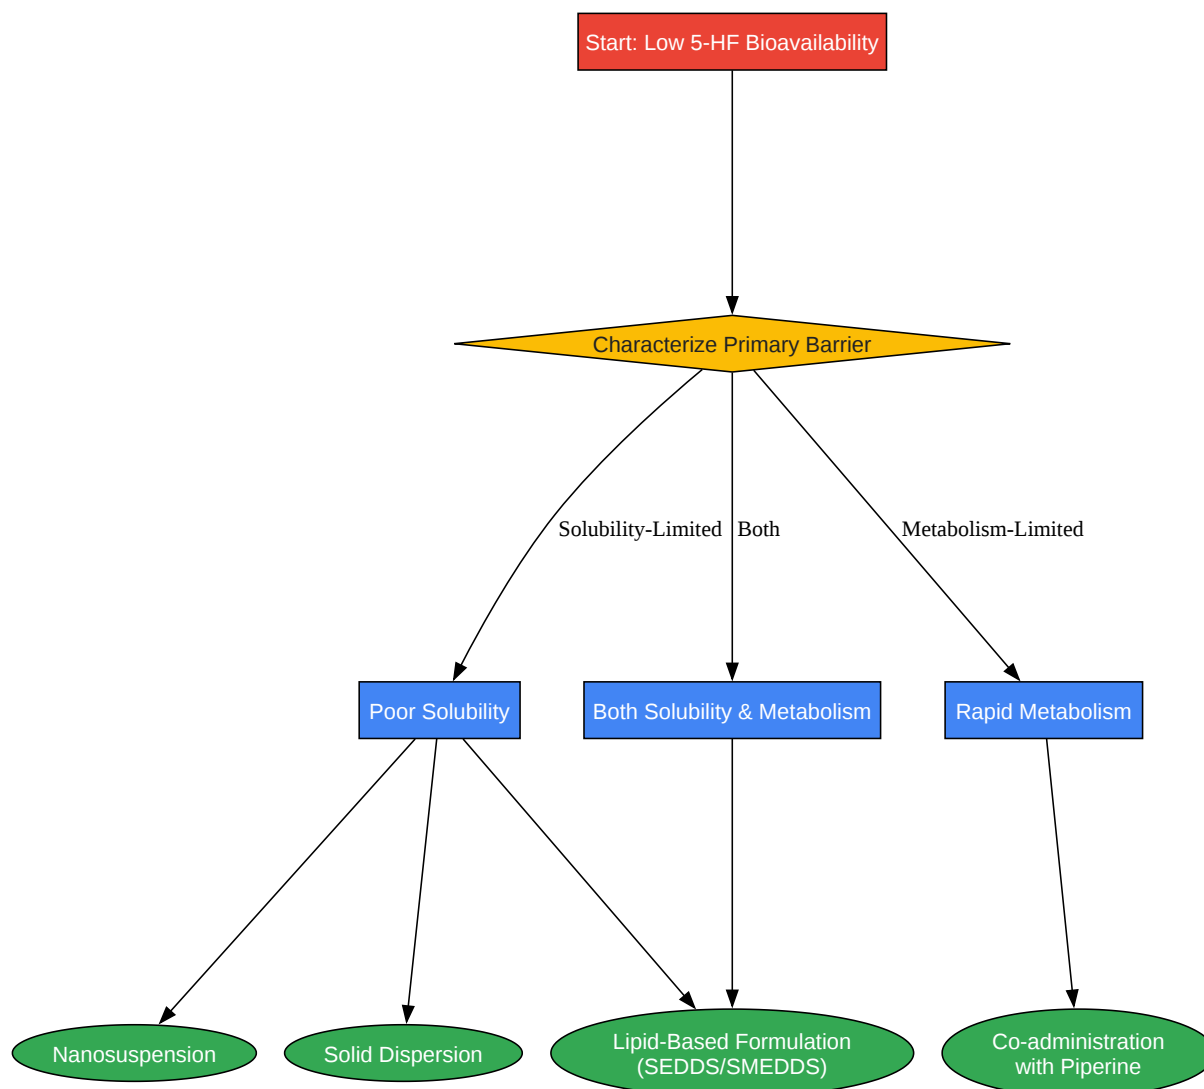 Start: Low 5-HF Bioavailability
Characterize Primary Barrier
Solubility-Limited
Both
Metabolism-Limited
Poor Solubility
Both Solubility & Metabolism
Rapid Metabolism
Nanosuspension
Solid Dispersion
Lipid-Based Formulation
(SEDDS/SMEDDS)
Co-administration
with Piperine